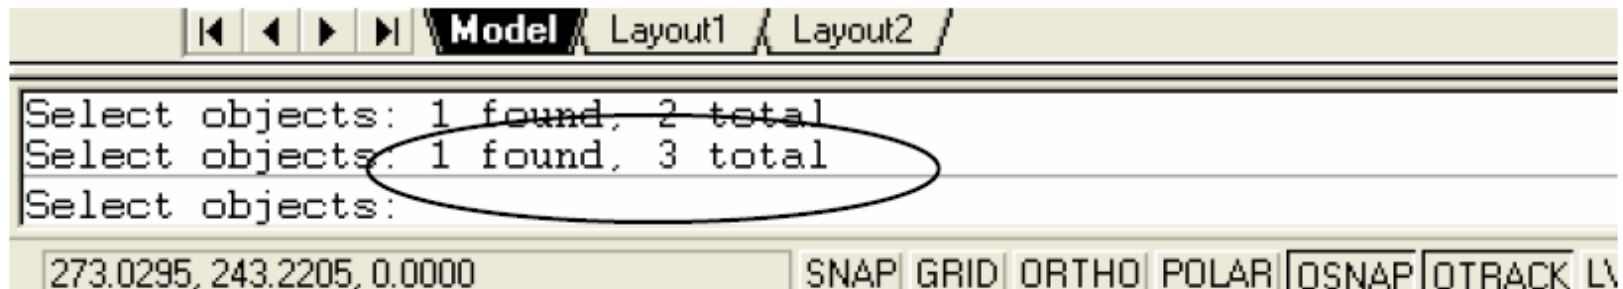 Model Layout1 Layout2
Select objects: 1 found, 2 total
Select objects: 1 found, 3 total
Select objects:
273.0295, 243.2205, 0.0000 SNAP GRID ORTHO POLAR OSNAP OTRACK